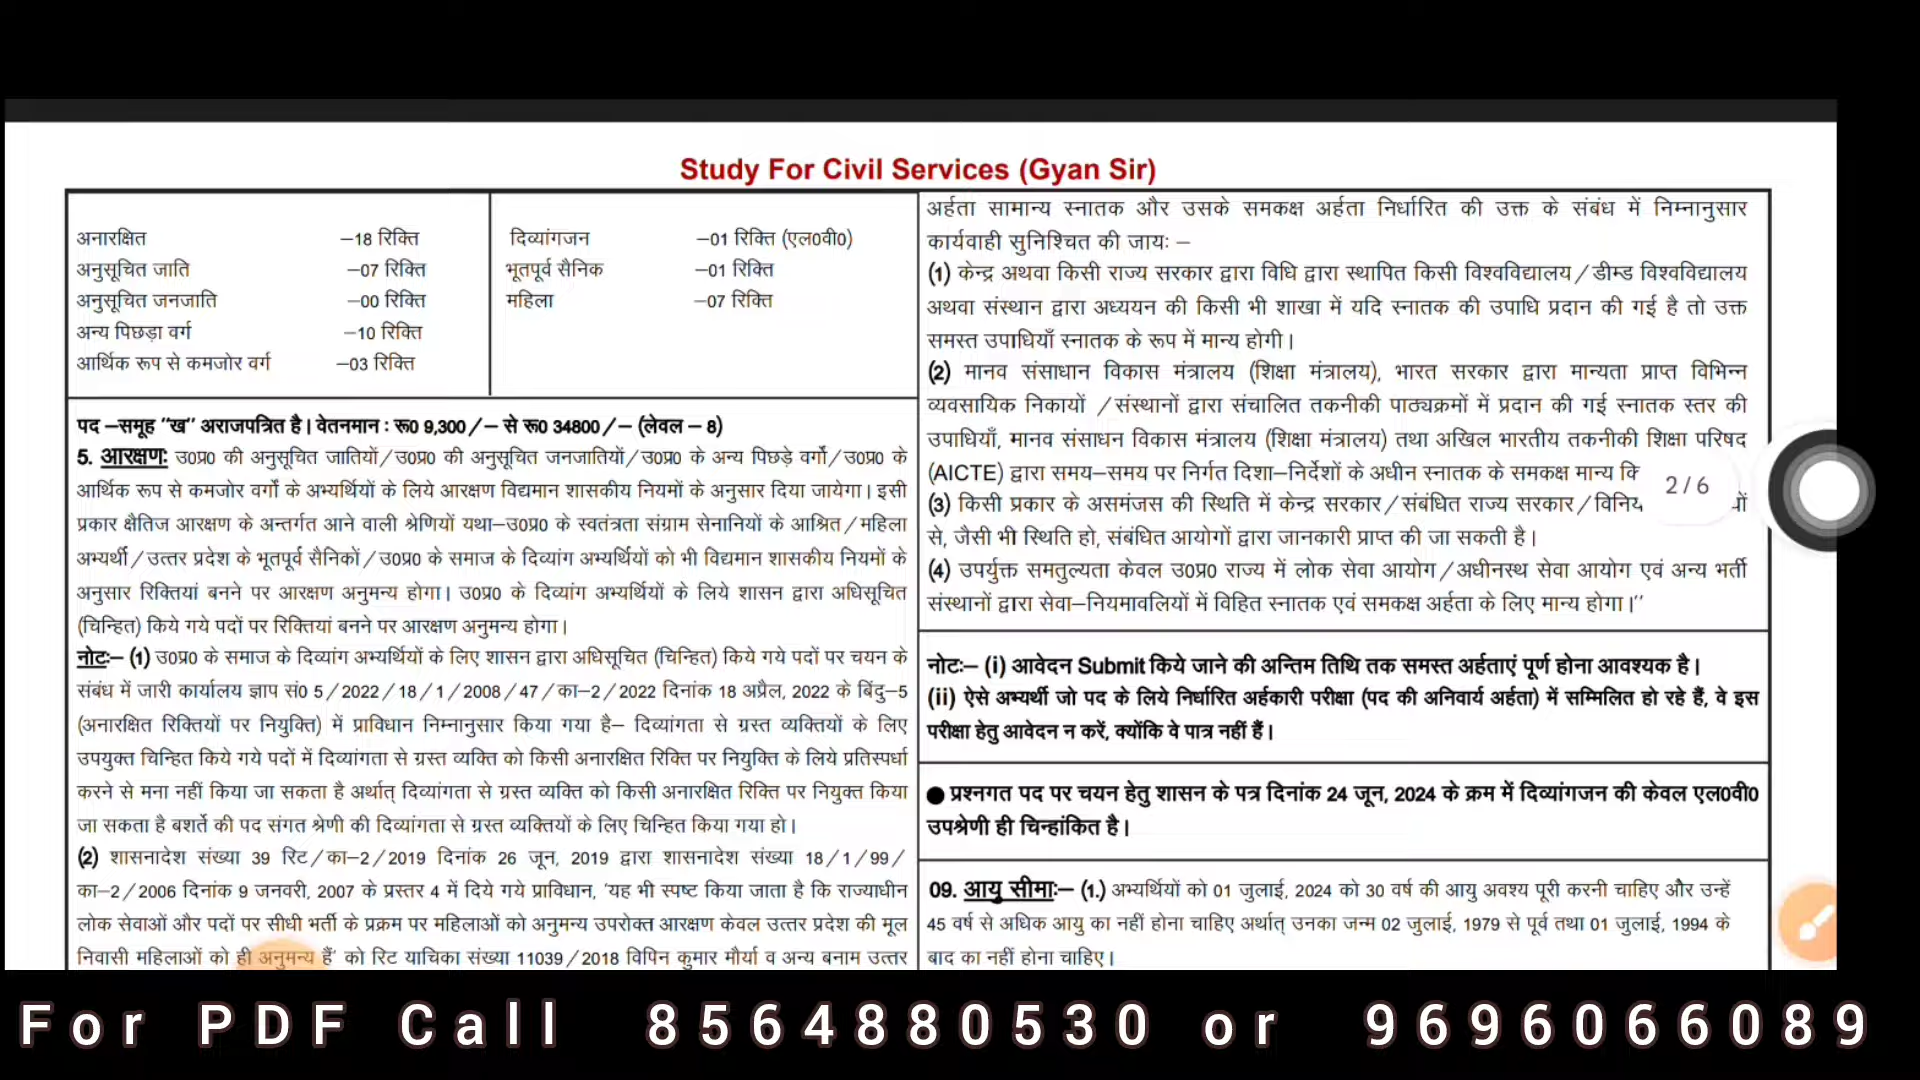 Study For Civil Services (Gyan Sir)
अनारक्षित –18 रिक्ति
अनुसूचित जाति –07 रिक्ति
अनुसूचित जनजाति –00 रिक्ति
अन्य पिछड़ा वर्ग –10 रिक्ति
आर्थिक रूप से कमजोर वर्ग –03 रिक्ति
दिव्यांगजन –01 रिक्ति (एल0वी0)
भूतपूर्व सैनिक –01 रिक्ति
महिला –07 रिक्ति
पद –समूह ''ख'' अराजपत्रित है। वेतनमान : रू0 9,300/– से रू0 34800/– (लेवल – 8)
5. आरक्षण: उ0प्र0 की अनुसूचित जातियों/उ0प्र0 की अनुसूचित जनजातियों/उ0प्र0 के अन्य पिछड़े वर्गो/उ0प्र0 के
आर्थिक रूप से कमजोर वर्गों के अभ्यर्थियों के लिये आरक्षण विद्यमान शासकीय नियमों के अनुसार दिया जायेगा। इसी
प्रकार क्षैतिज आरक्षण के अन्तर्गत आने वाली श्रेणियों यथा–उ0प्र0 के स्वतंत्रता संग्राम सेनानियों के आश्रित/महिला
अभ्यर्थी/उत्तर प्रदेश के भूतपूर्व सैनिकों/उ0प्र0 के समाज के दिव्यांग अभ्यर्थियों को भी विद्यमान शासकीय नियमों के
अनुसार रिक्तियां बनने पर आरक्षण अनुमन्य होगा। उ0प्र0 के दिव्यांग अभ्यर्थियों के लिये शासन द्वारा अधिसूचित
(चिन्हित) किये गये पदों पर रिक्तियां बनने पर आरक्षण अनुमन्य होगा।
नोटः– (1) उ0प्र0 के समाज के दिव्यांग अभ्यर्थियों के लिए शासन द्वारा अधिसूचित (चिन्हित) किये गये पदों पर चयन के
संबंध में जारी कार्यालय ज्ञाप सं0 5/2022/18/1/2008/47/का–2/2022 दिनांक 18 अप्रैल, 2022 के बिंदु–5
(अनारक्षित रिक्तियों पर नियुक्ति) में प्राविधान निम्नानुसार किया गया है– दिव्यांगता से ग्रस्त व्यक्तियों के लिए
उपयुक्त चिन्हित किये गये पदों में दिव्यांगता से ग्रस्त व्यक्ति को किसी अनारक्षित रिक्ति पर नियुक्ति के लिये प्रतिस्पर्धा
करने से मना नहीं किया जा सकता है अर्थात् दिव्यांगता से ग्रस्त व्यक्ति को किसी अनारक्षित रिक्ति पर नियुक्त किया
जा सकता है बशर्ते की पद संगत श्रेणी की दिव्यांगता से ग्रस्त व्यक्तियों के लिए चिन्हित किया गया हो।
(2) शासनादेश संख्या 39 रिट/का–2/2019 दिनांक 26 जून, 2019 द्वारा शासनादेश संख्या 18/1/99/
का–2/2006 दिनांक 9 जनवरी, 2007 के प्रस्तर 4 में दिये गये प्राविधान, 'यह भी स्पष्ट किया जाता है कि राज्याधीन
लोक सेवाओं और पदों पर सीधी भर्ती के प्रक्रम पर महिलाओं को अनुमन्य उपरोक्त आरक्षण केवल उत्तर प्रदेश की मूल
निवासी महिलाओं को ही अनुमन्य हैं' को रिट याचिका संख्या 11039/2018 विपिन कुमार मौर्या व अन्य बनाम उत्तर
अर्हता सामान्य स्नातक और उसके समकक्ष अर्हता निर्धारित की उक्त के संबंध में निम्नानुसार
कार्यवाही सुनिश्चित की जायः –
(1) केन्द्र अथवा किसी राज्य सरकार द्वारा विधि द्वारा स्थापित किसी विश्वविद्यालय/डीम्ड विश्वविद्यालय
अथवा संस्थान द्वारा अध्ययन की किसी भी शाखा में यदि स्नातक की उपाधि प्रदान की गई है तो उक्त
समस्त उपाधियाँ स्नातक के रूप में मान्य होगी।
(2) मानव संसाधान विकास मंत्रालय (शिक्षा मंत्रालय), भारत सरकार द्वारा मान्यता प्राप्त विभिन्न
व्यवसायिक निकायों /संस्थानों द्वारा संचालित तकनीकी पाठ्यक्रमों में प्रदान की गई स्नातक स्तर की
उपाधियाँ, मानव संसाधन विकास मंत्रालय (शिक्षा मंत्रालय) तथा अखिल भारतीय तकनीकी शिक्षा परिषद
(AICTE) द्वारा समय–समय पर निर्गत दिशा–निर्देशों के अधीन स्नातक के समकक्ष मान्य कि
2/6
(3) किसी प्रकार के असमंजस की स्थिति में केन्द्र सरकार/संबंधित राज्य सरकार/विनिय
से, जैसी भी स्थिति हो, संबंधित आयोगों द्वारा जानकारी प्राप्त की जा सकती है।
(4) उपर्युक्त समतुल्यता केवल उ0प्र0 राज्य में लोक सेवा आयोग/अधीनस्थ सेवा आयोग एवं अन्य भर्ती
संस्थानों द्वारा सेवा–नियमावलियों में विहित स्नातक एवं समकक्ष अर्हता के लिए मान्य होगा।''
नोटः– (i) आवेदन Submit किये जाने की अन्तिम तिथि तक समस्त अर्हताएं पूर्ण होना आवश्यक है।
(ii) ऐसे अभ्यर्थी जो पद के लिये निर्धारित अर्हकारी परीक्षा (पद की अनिवार्य अर्हता) में सम्मिलित हो रहे हैं, वे इस
परीक्षा हेतु आवेदन न करें, क्योंकि वे पात्र नहीं हैं।
● प्रश्नगत पद पर चयन हेतु शासन के पत्र दिनांक 24 जून, 2024 के क्रम में दिव्यांगजन की केवल एल0वी0
उपश्रेणी ही चिन्हांकित है।
09. आयु सीमाः– (1.) अभ्यर्थियों को 01 जुलाई, 2024 को 30 वर्ष की आयु अवश्य पूरी करनी चाहिए और उन्हें
45 वर्ष से अधिक आयु का नहीं होना चाहिए अर्थात् उनका जन्म 02 जुलाई, 1979 से पूर्व तथा 01 जुलाई, 1994 के
बाद का नहीं होना चाहिए।
For PDF Call 8564880530 or 9696066089